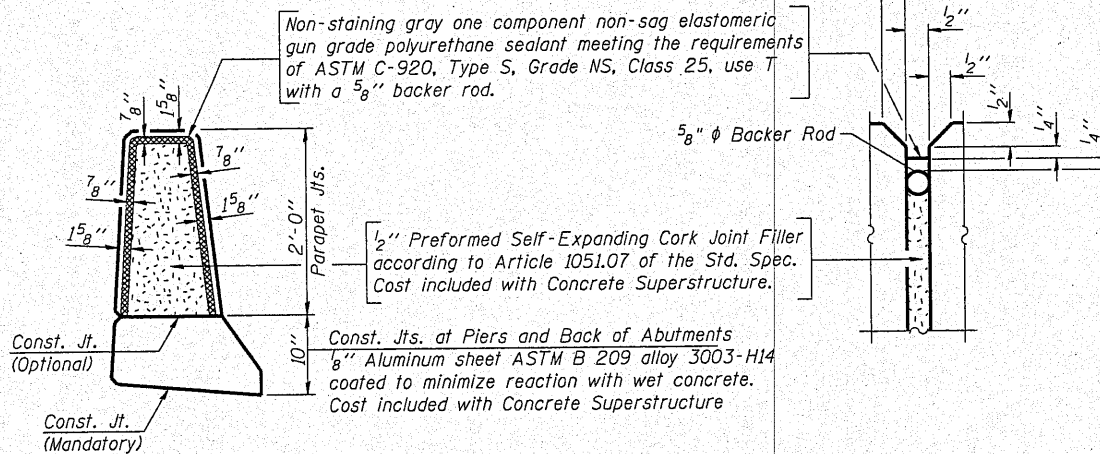 Non-staining gray one component non-sag elastomeric
gun grade polyurethane sealant meeting the requirements
of ASTM C-920, Type S, Grade NS, Class 25, use T
with a 5/8" backer rod.
1/2"
1/2"
1/2"
1/4"
1/4"
5/8" φ Backer Rod
7/8"
1 5/8"
7/8"
7/8"
1 5/8"
1 5/8"
2'-0"
Parapet Jts.
1/2" Preformed Self-Expanding Cork Joint Filler
according to Article 1051.07 of the Std. Spec.
Cost included with Concrete Superstructure.
Const. Jt.
(Optional)
10"
Const. Jts. at Piers and Back of Abutments
1/8" Aluminum sheet ASTM B 209 alloy 3003-H14
coated to minimize reaction with wet concrete.
Cost included with Concrete Superstructure
Const. Jt.
(Mandatory)